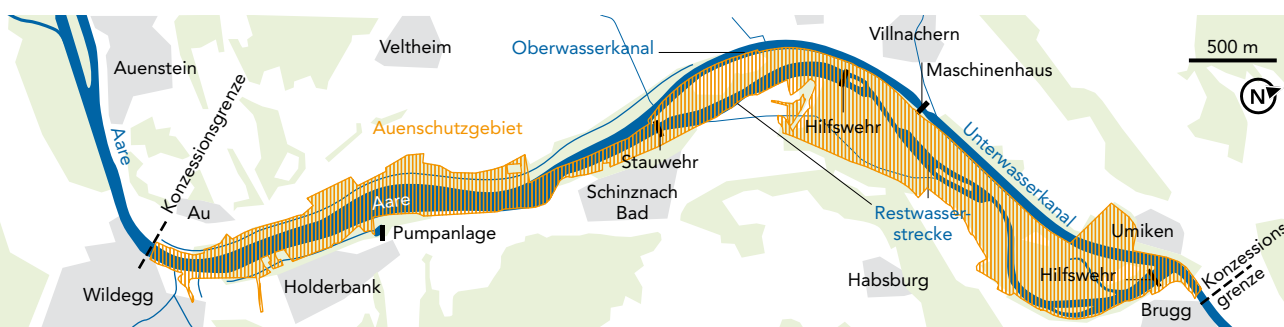 Auenstein
Aare
Konzessionsgrenze
Au
Wildegg
Veltheim
Auenschutzgebiet
Aare
Pumpanlage
Holderbank
Oberwasserkanal
Stauwehr
Schinznach
Bad
Villnachern
Maschinenhaus
Hilfswehr
Restwasser-
strecke
Unterwasserkanal
Habsburg
Umiken
Hilfswehr
Brugg
Konzessions-
grenze
500 m
N